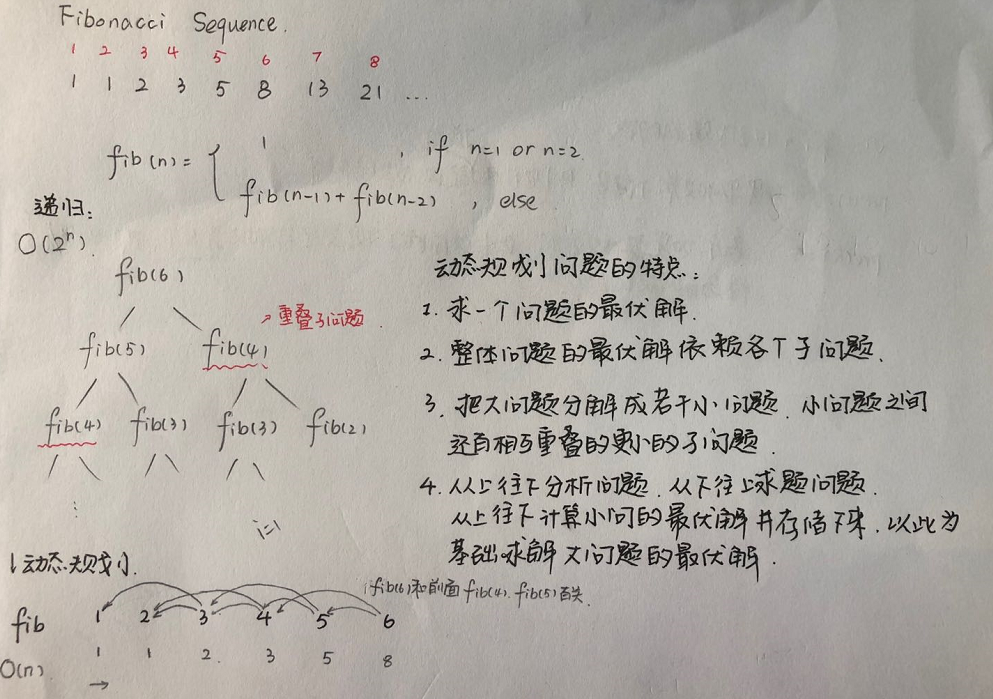 Fibonacci Sequence.
1 2 3 4 5 6 7 8
1 1 2 3 5 8 13 21 ...
fib(n) = { 1 , if n=1 or n=2
fib(n-1) + fib(n-2) , else
递归:
O(2ⁿ).
fib(6)
→ 重叠子问题
fib(5) fib(4)
fib(4) fib(3) fib(3) fib(2)
⋮
i=1
动态规划问题的特点:
1. 求一个问题的最优解.
2. 整体问题的最优解依赖各个子问题.
3. 把大问题分解成若干小问题. 小问题之间
还有相互重叠的更小的子问题
4. 从上往下分析问题. 从下往上求题问题.
从上往下计算小问的最优解并存储下来. 以此为
基础求解大问题的最优解.
动态规划.
fib(6)和前面fib(4). fib(5)有关.
fib 1 2 3 4 5 6
O(n) 1 1 2 3 5 8
→